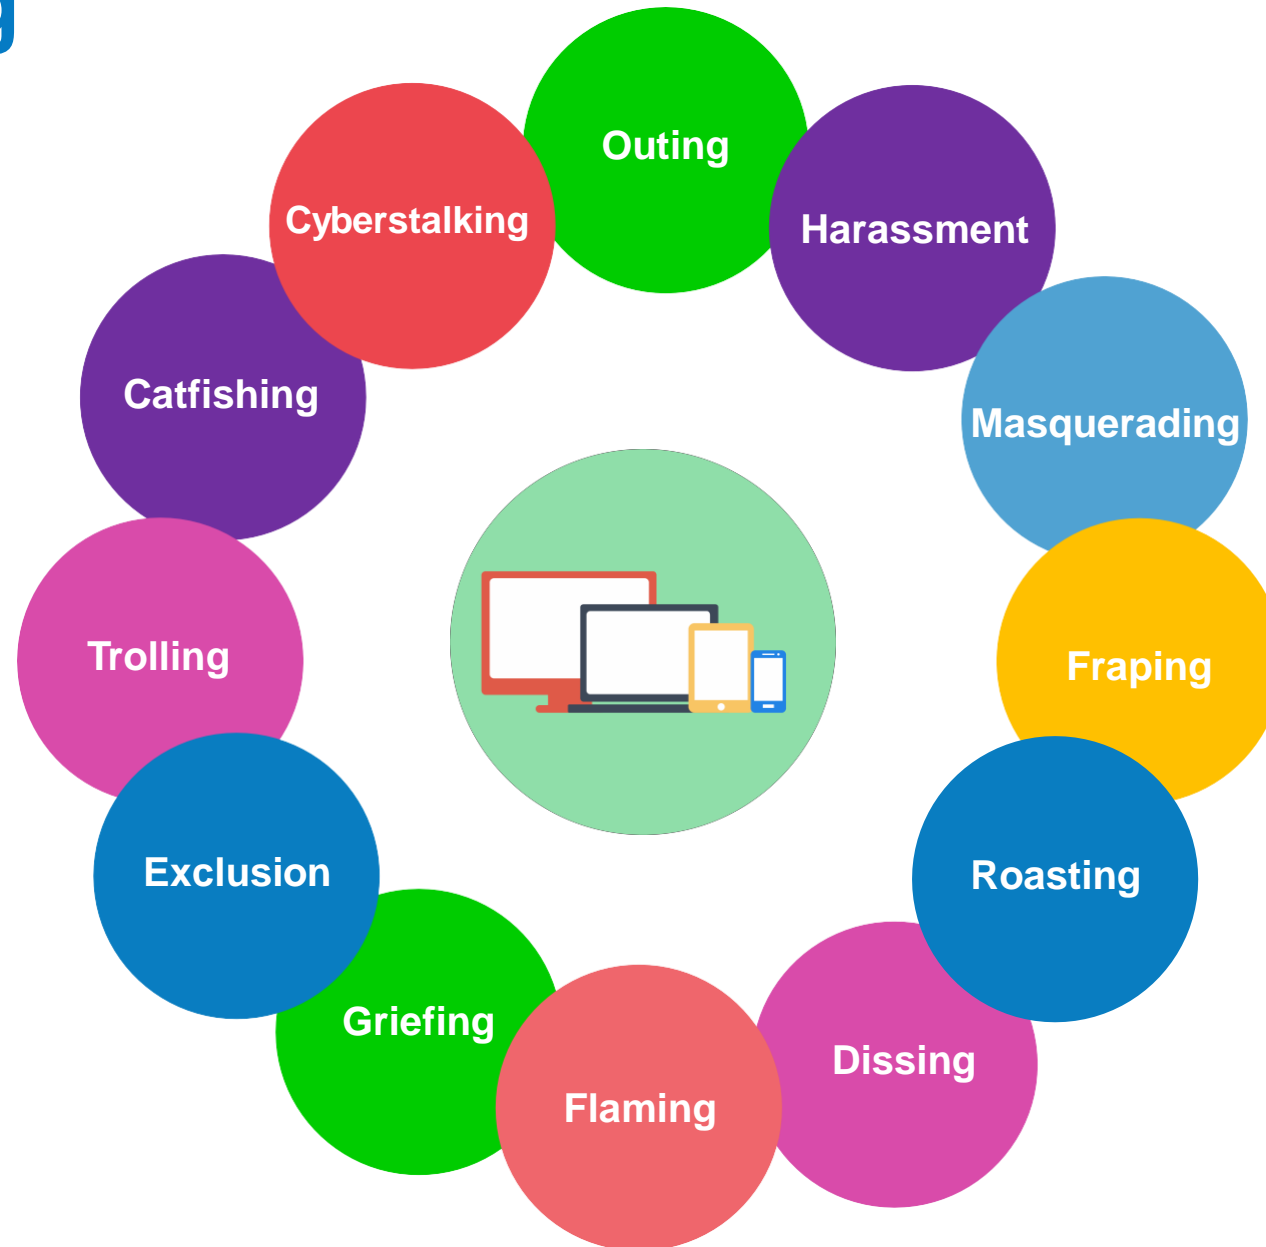 g
Outing
Harassment
Masquerading
Fraping
Roasting
Dissing
Flaming
Griefing
Exclusion
Trolling
Catfishing
Cyberstalking